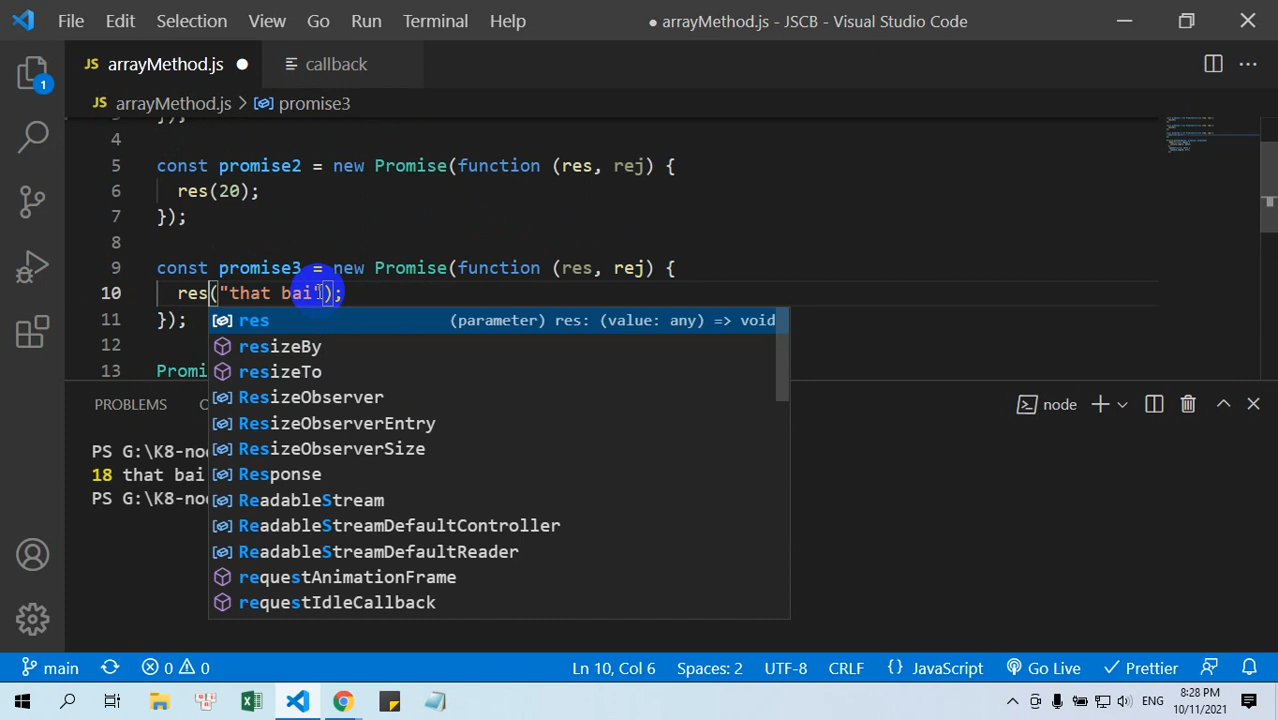 File Edit Selection View Go Run Terminal Help ● arrayMethod.js - JSCB - Visual Studio Code
1
JS arrayMethod.js ● callback
JS arrayMethod.js > promise3
4
5 const promise2 = new Promise(function (res, rej) {
6 res(20);
7 });
8
9 const promise3 = new Promise(function (res, rej) {
10 res("that bai");
11 });
12
13 Promi
res (parameter) res: (value: any) => void
resizeBy
resizeTo
ResizeObserver
ResizeObserverEntry
ResizeObserverSize
Response
ReadableStream
ReadableStreamDefaultController
ReadableStreamDefaultReader
requestAnimationFrame
requestIdleCallback
PROBLEMS node
PS G:\K8-no
18 that bai
PS G:\K8-no
main 0 0 Ln 10, Col 6 Spaces: 2 UTF-8 CRLF {} JavaScript Go Live Prettier
ENG 8:28 PM
10/11/2021